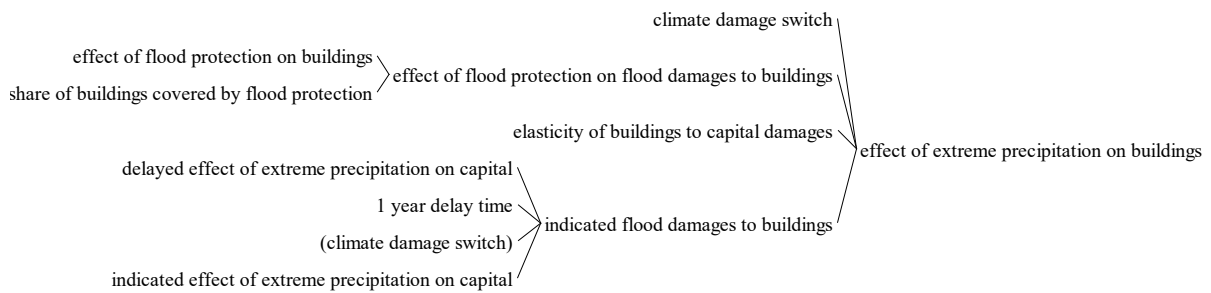 climate damage switch
effect of flood protection on buildings
effect of flood protection on flood damages to buildings
share of buildings covered by flood protection
elasticity of buildings to capital damages
effect of extreme precipitation on buildings
delayed effect of extreme precipitation on capital
1 year delay time
indicated flood damages to buildings
(climate damage switch)
indicated effect of extreme precipitation on capital